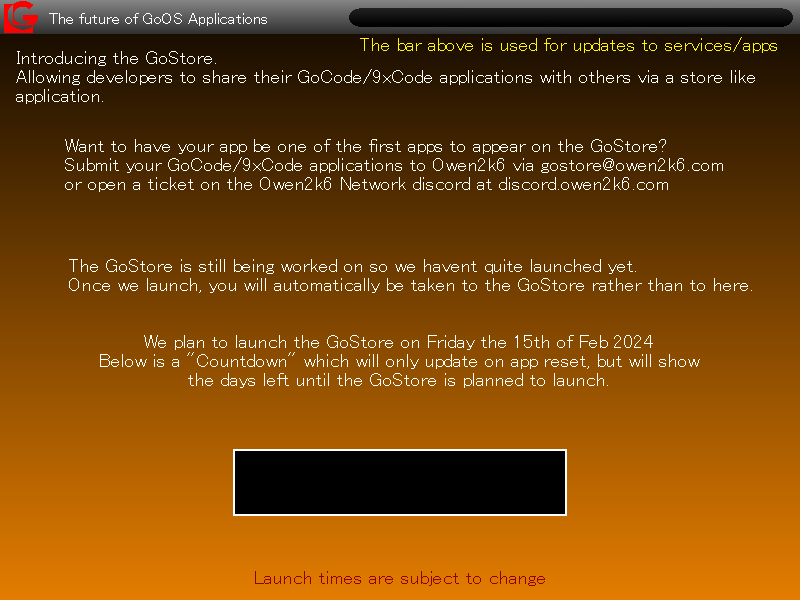 The future of GoOS Applications
The bar above is used for updates to services/apps
Introducing the GoStore.
Allowing developers to share their GoCode/9xCode applications with others via a store like
application.
Want to have your app be one of the first apps to appear on the GoStore?
Submit your GoCode/9xCode applications to Owen2k6 via gostore@owen2k6.com
or open a ticket on the Owen2k6 Network discord at discord.owen2k6.com
The GoStore is still being worked on so we havent quite launched yet.
Once we launch, you will automatically be taken to the GoStore rather than to here.
We plan to launch the GoStore on Friday the 15th of Feb 2024
Below is a "Countdown" which will only update on app reset, but will show
the days left until the GoStore is planned to launch.
Launch times are subject to change